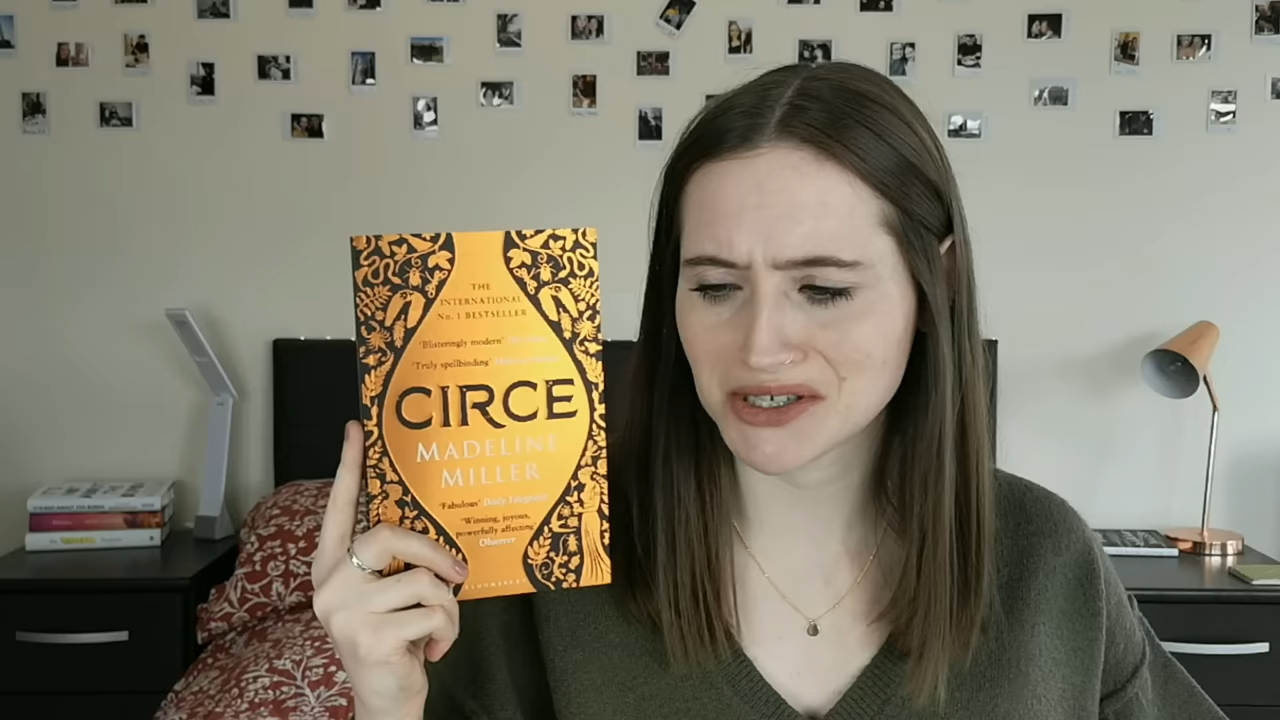 THE
INTERNATIONAL
No. 1 BESTSELLER
'Blisteringly modern'
'Truly spellbinding'
CIRCE
MADELINE
MILLER
'Fabulous' Daily Telegraph
'Winning, joyous,
powerfully affecting'
Observer
BLOOMSBURY